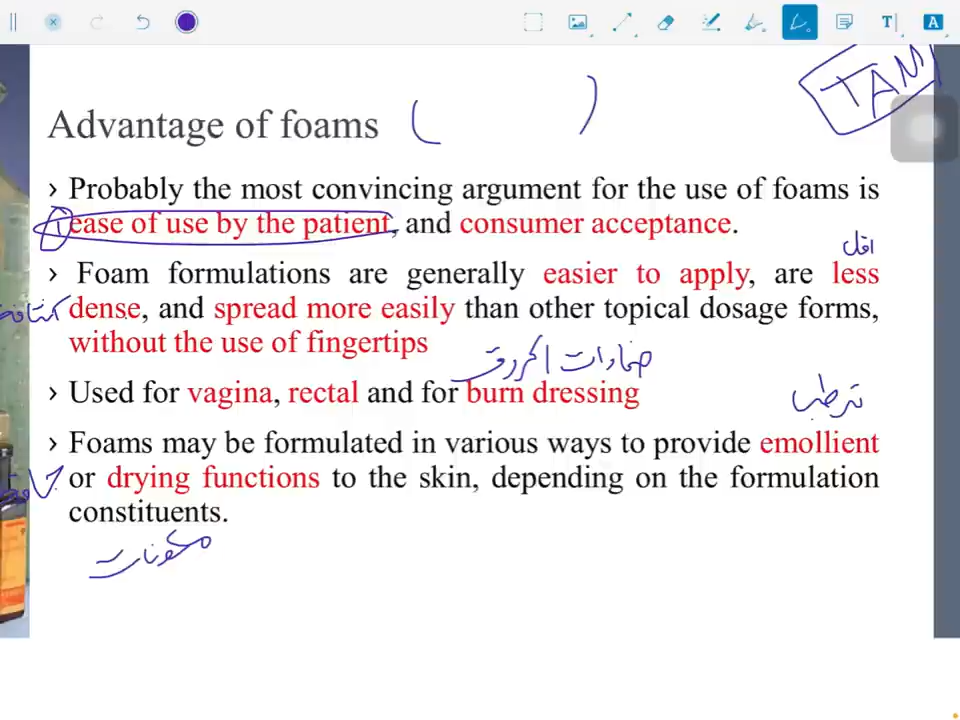 TAM
Advantage of foams ( )
› Probably the most convincing argument for the use of foams is
ease of use by the patient, and consumer acceptance.
اقل
› Foam formulations are generally easier to apply, are less
dense, and spread more easily than other topical dosage forms,
كثافة
without the use of fingertips
ضمادات الحروق
› Used for vagina, rectal and for burn dressing
ترطيب
› Foams may be formulated in various ways to provide emollient
or drying functions to the skin, depending on the formulation
constituents.
مكونات